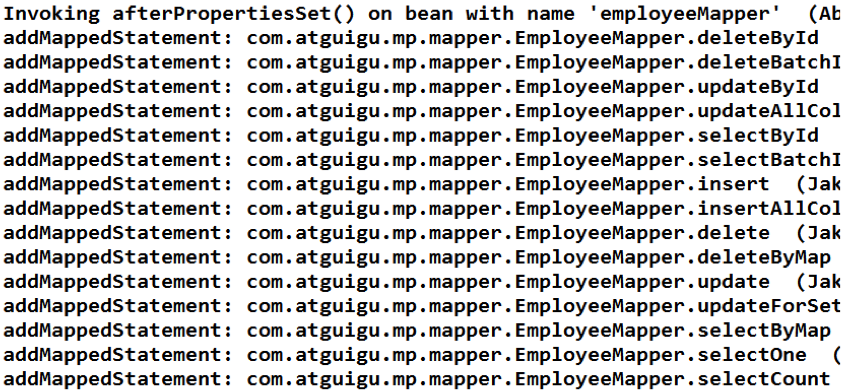 Invoking afterPropertiesSet() on bean with name 'employeeMapper'  (Ab
addMappedStatement: com.atguigu.mp.mapper.EmployeeMapper.deleteById
addMappedStatement: com.atguigu.mp.mapper.EmployeeMapper.deleteBatchI
addMappedStatement: com.atguigu.mp.mapper.EmployeeMapper.updateById
addMappedStatement: com.atguigu.mp.mapper.EmployeeMapper.updateAllCol
addMappedStatement: com.atguigu.mp.mapper.EmployeeMapper.selectById
addMappedStatement: com.atguigu.mp.mapper.EmployeeMapper.selectBatchI
addMappedStatement: com.atguigu.mp.mapper.EmployeeMapper.insert  (Jak
addMappedStatement: com.atguigu.mp.mapper.EmployeeMapper.insertAllCol
addMappedStatement: com.atguigu.mp.mapper.EmployeeMapper.delete  (Jak
addMappedStatement: com.atguigu.mp.mapper.EmployeeMapper.deleteByMap
addMappedStatement: com.atguigu.mp.mapper.EmployeeMapper.update  (Jak
addMappedStatement: com.atguigu.mp.mapper.EmployeeMapper.updateForSet
addMappedStatement: com.atguigu.mp.mapper.EmployeeMapper.selectByMap
addMappedStatement: com.atguigu.mp.mapper.EmployeeMapper.selectOne  (
addMappedStatement: com.atguigu.mp.mapper.EmployeeMapper.selectCount